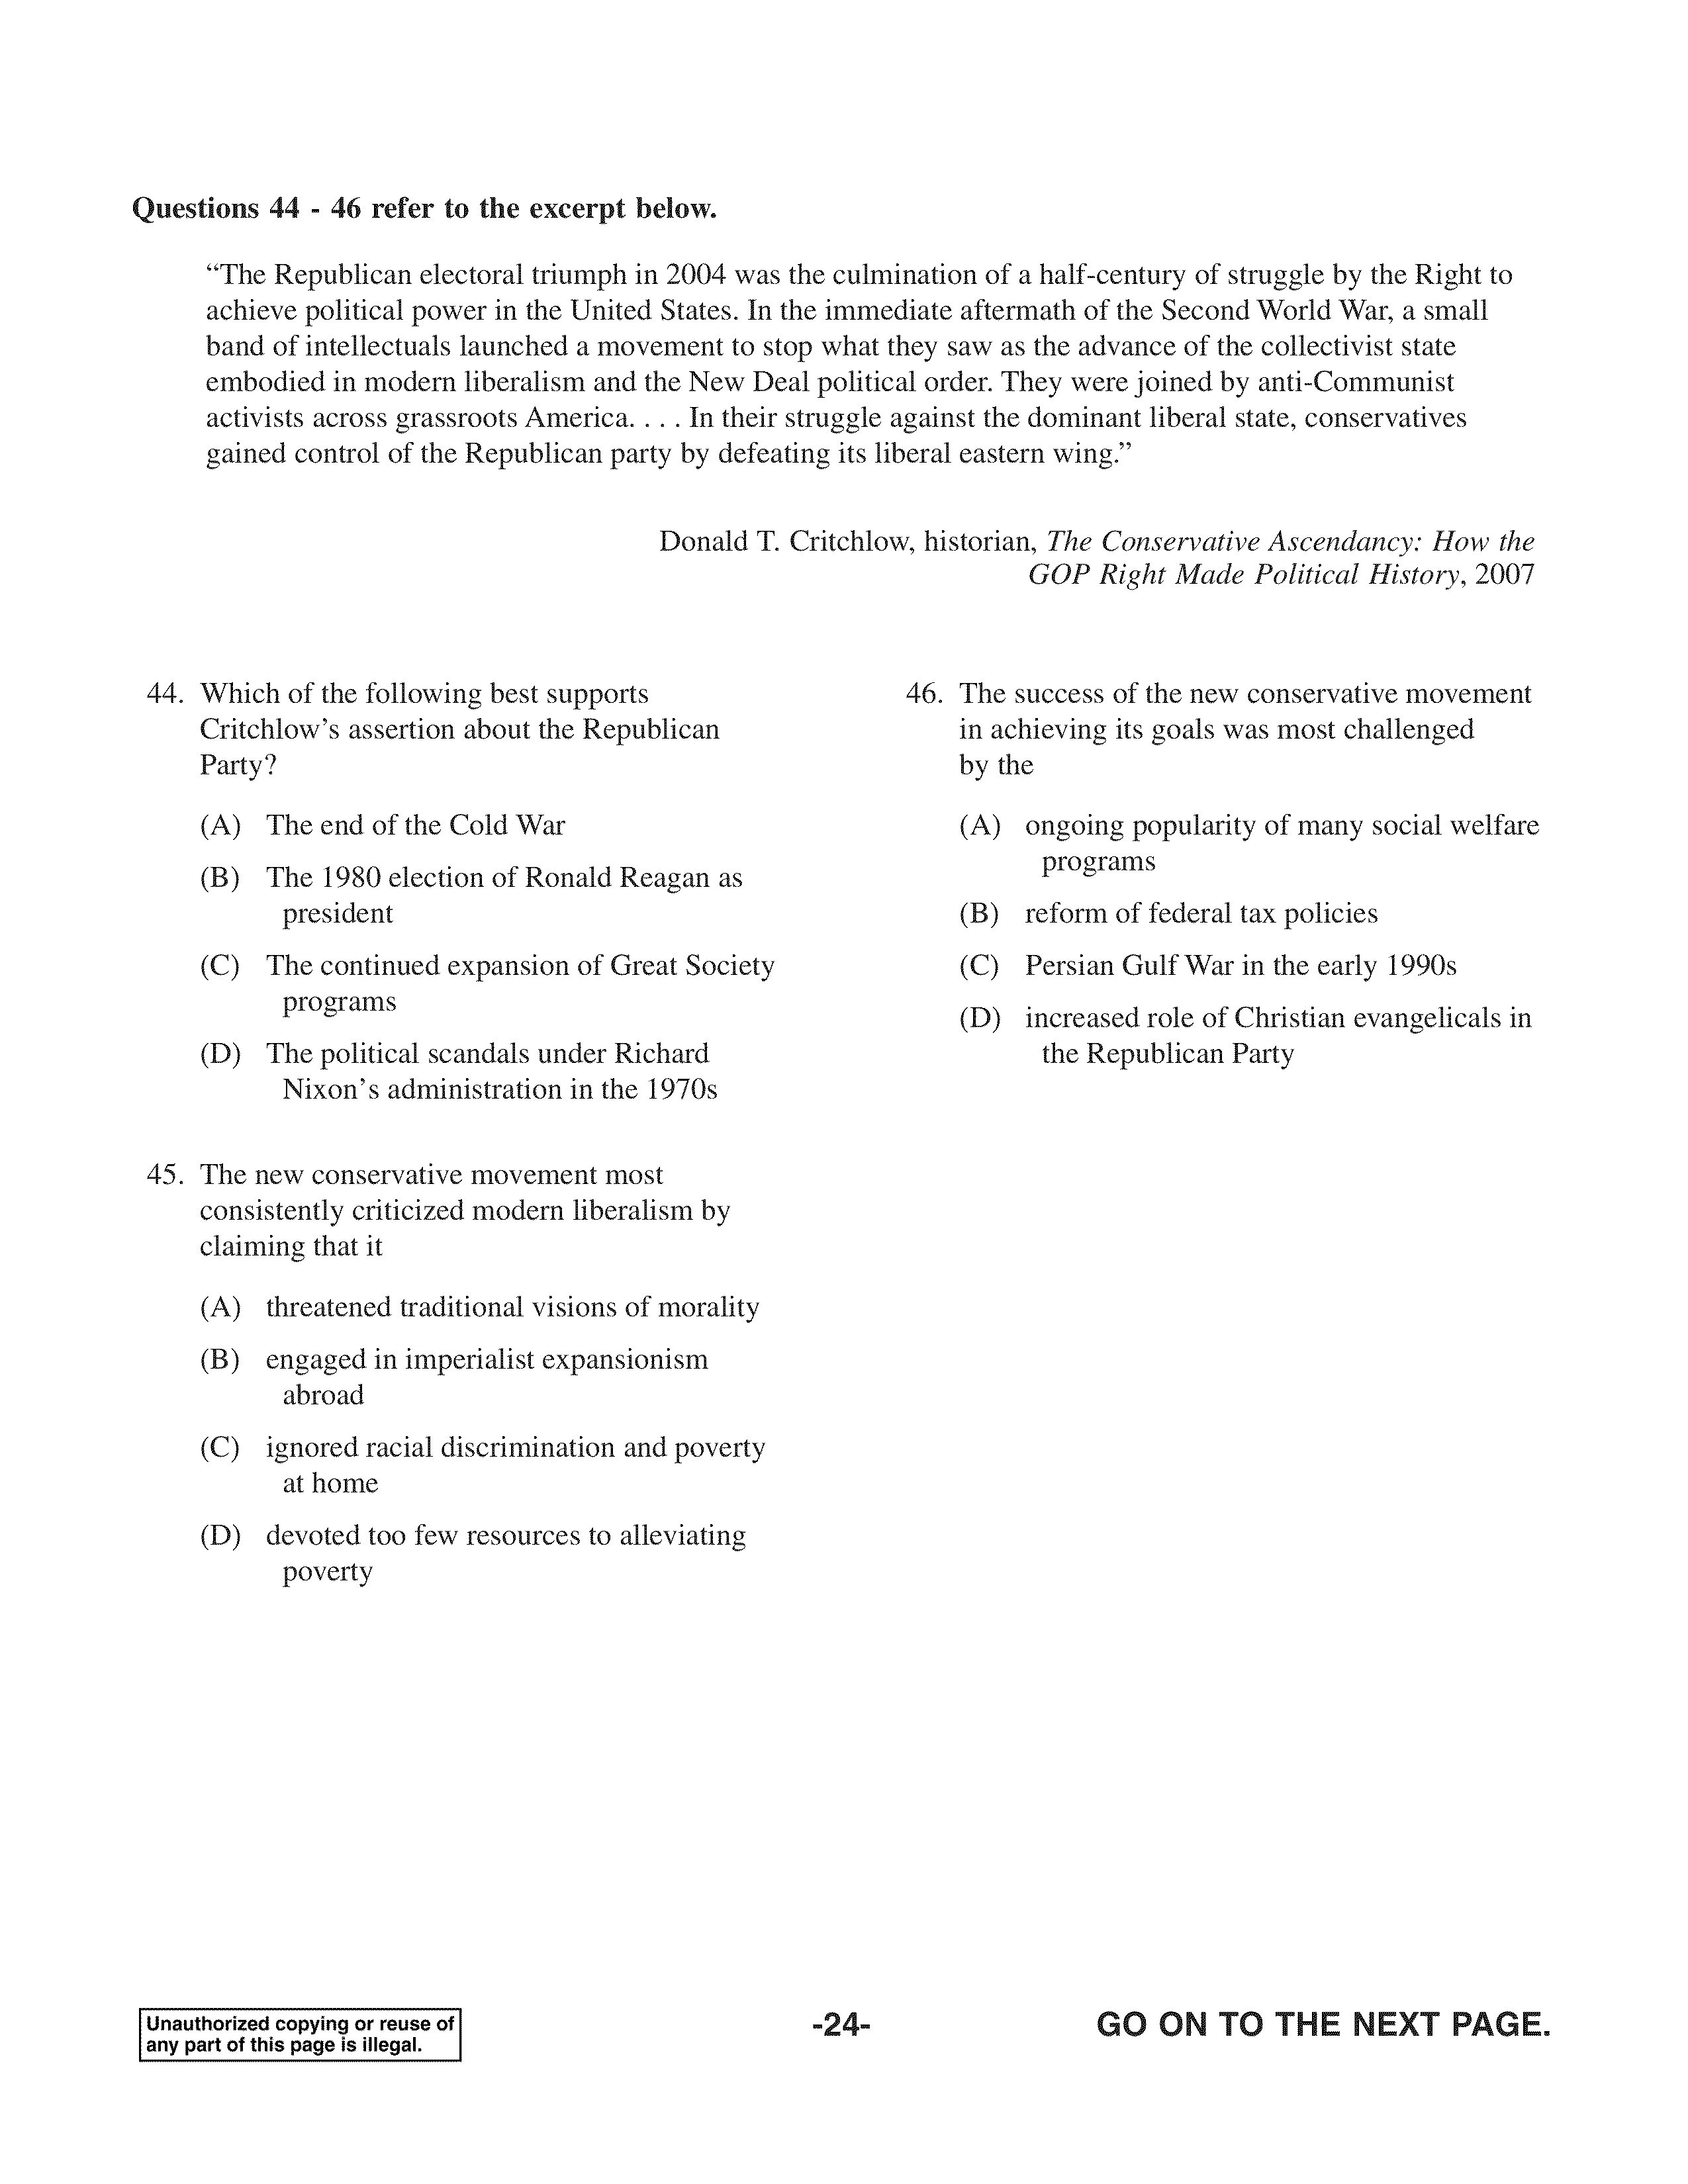 Questions 44 - 46 refer to the excerpt below.
“The Republican electoral triumph in 2004 was the culmination of a half-century of struggle by the Right to
achieve political power in the United States. In the immediate aftermath of the Second World War, a small
band of intellectuals launched a movement to stop what they saw as the advance of the collectivist state
embodied in modern liberalism and the New Deal political order. They were joined by anti-Communist
activists across grassroots America. . . . In their struggle against the dominant liberal state, conservatives
gained control of the Republican party by defeating its liberal eastern wing.”
Donald T. Critchlow, historian, The Conservative Ascendancy: How the
GOP Right Made Political History, 2007
44. Which of the following best supports
Critchlow’s assertion about the Republican
Party?
(A) The end of the Cold War
(B) The 1980 election of Ronald Reagan as
president
(C) The continued expansion of Great Society
programs
(D) The political scandals under Richard
Nixon’s administration in the 1970s
45. The new conservative movement most
consistently criticized modern liberalism by
claiming that it
(A) threatened traditional visions of morality
(B) engaged in imperialist expansionism
abroad
(C) ignored racial discrimination and poverty
at home
(D) devoted too few resources to alleviating
poverty
46. The success of the new conservative movement
in achieving its goals was most challenged
by the
(A) ongoing popularity of many social welfare
programs
(B) reform of federal tax policies
(C) Persian Gulf War in the early 1990s
(D) increased role of Christian evangelicals in
the Republican Party
Unauthorized copying or reuse of
any part of this page is illegal.
-24-
GO ON TO THE NEXT PAGE.